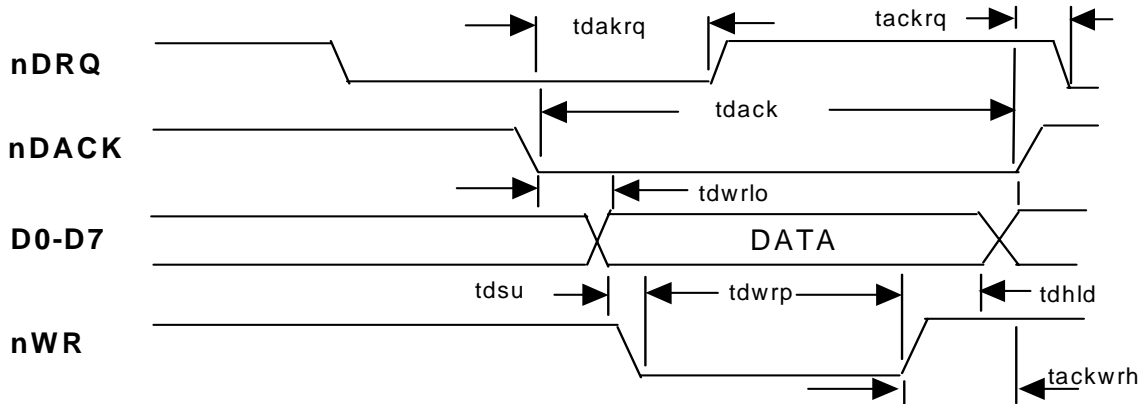 tdakrq
tackrq
nDRQ
tdack
nDACK
tdwrlo
D0-D7
DATA
tdsu
tdwrp
tdhld
nWR
tackwrh